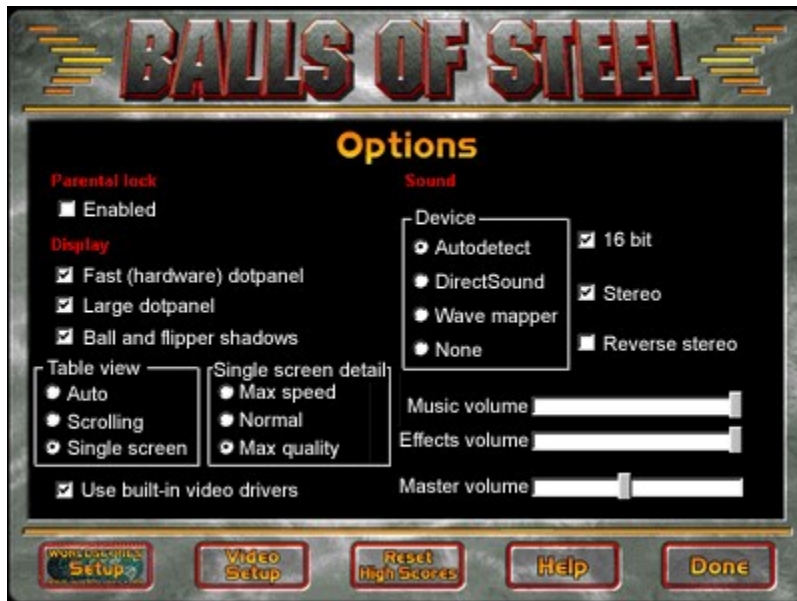 BALLS OF STEEL
Options
Parental lock
Enabled
Display
Fast (hardware) dotpanel
Large dotpanel
Ball and flipper shadows
Table view
Auto
Scrolling
Single screen
Single screen detail
Max speed
Normal
Max quality
Use built-in video drivers
Sound
Device
Autodetect
DirectSound
Wave mapper
None
16 bit
Stereo
Reverse stereo
Music volume
Effects volume
Master volume
WORLDSCORES
Setup
Video
Setup
Reset
High Scores
Help
Done